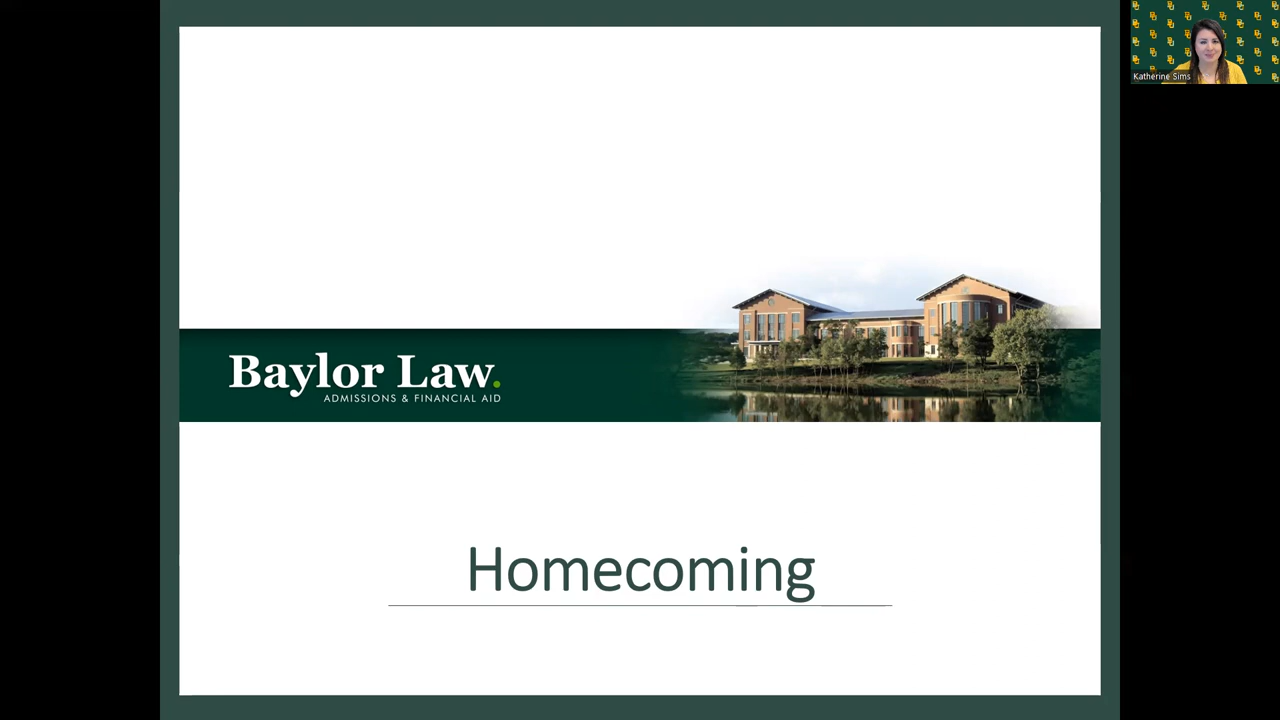 Katherine Sims
Baylor Law.
ADMISSIONS & FINANCIAL AID
Homecoming